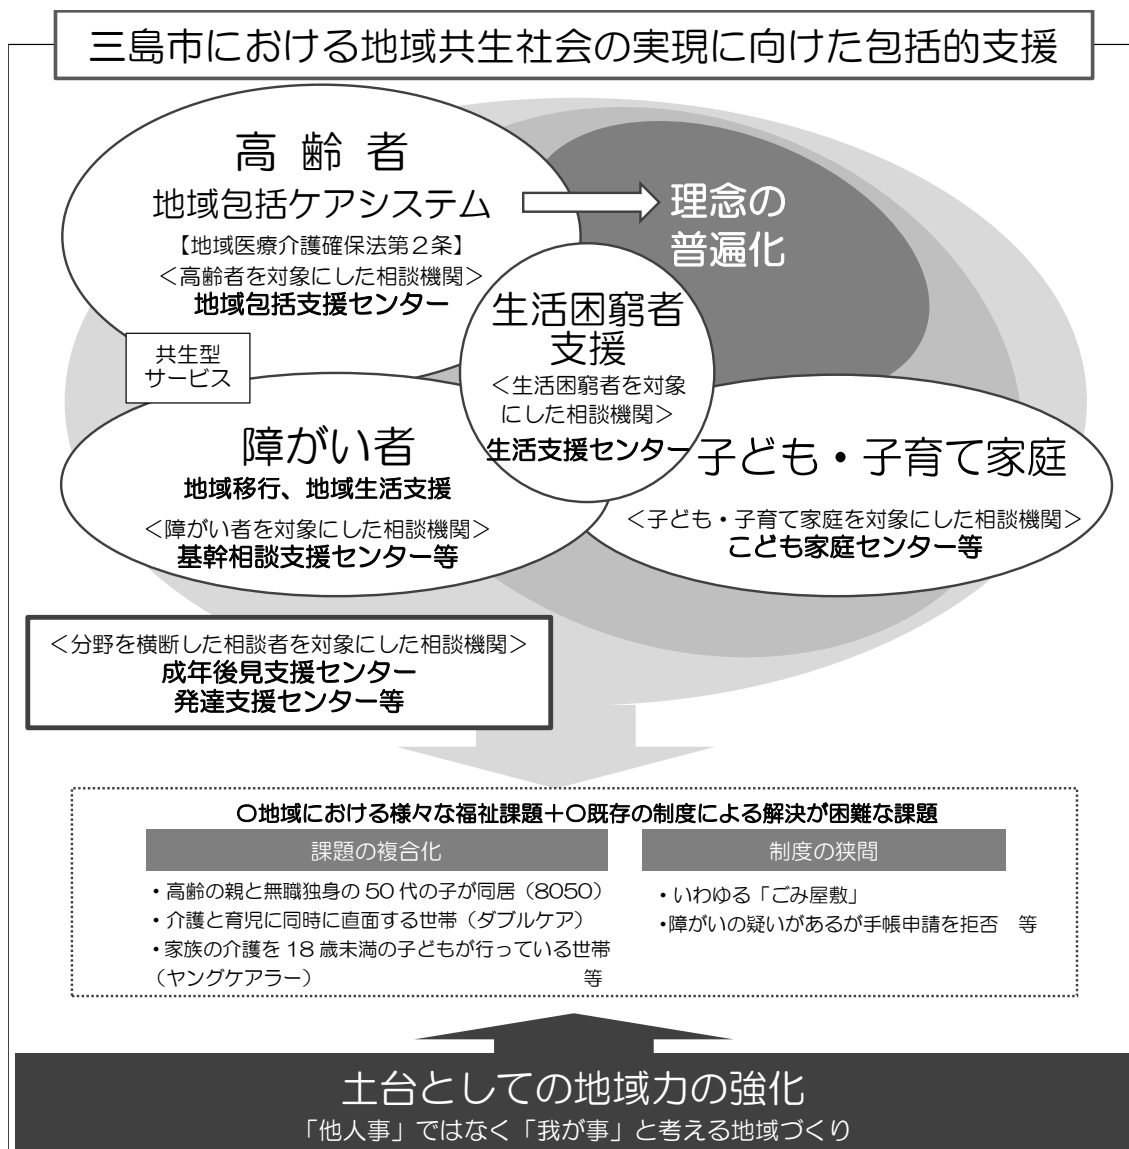 三島市における地域共生社会の実現に向けた包括的支援
高齢者
地域包括ケアシステム
【地域医療介護確保法第2条】
＜高齢者を対象にした相談機関＞
地域包括支援センター
理念の
普遍化
共生型
サービス
生活困窮者
支援
＜生活困窮者を対象
にした相談機関＞
生活支援センター
障がい者
地域移行、地域生活支援
＜障がい者を対象にした相談機関＞
基幹相談支援センター等
子ども・子育て家庭
＜子ども・子育て家庭を対象にした相談機関＞
こども家庭センター等
＜分野を横断した相談者を対象にした相談機関＞
成年後見支援センター
発達支援センター等
○地域における様々な福祉課題＋○既存の制度による解決が困難な課題
課題の複合化
・高齢の親と無職独身の50代の子が同居（8050）
・介護と育児に同時に直面する世帯（ダブルケア）
・家族の介護を18歳未満の子どもが行っている世帯
（ヤングケアラー）　等
制度の狭間
・いわゆる「ごみ屋敷」
・障がいの疑いがあるが手帳申請を拒否　等
土台としての地域力の強化
「他人事」ではなく「我が事」と考える地域づくり